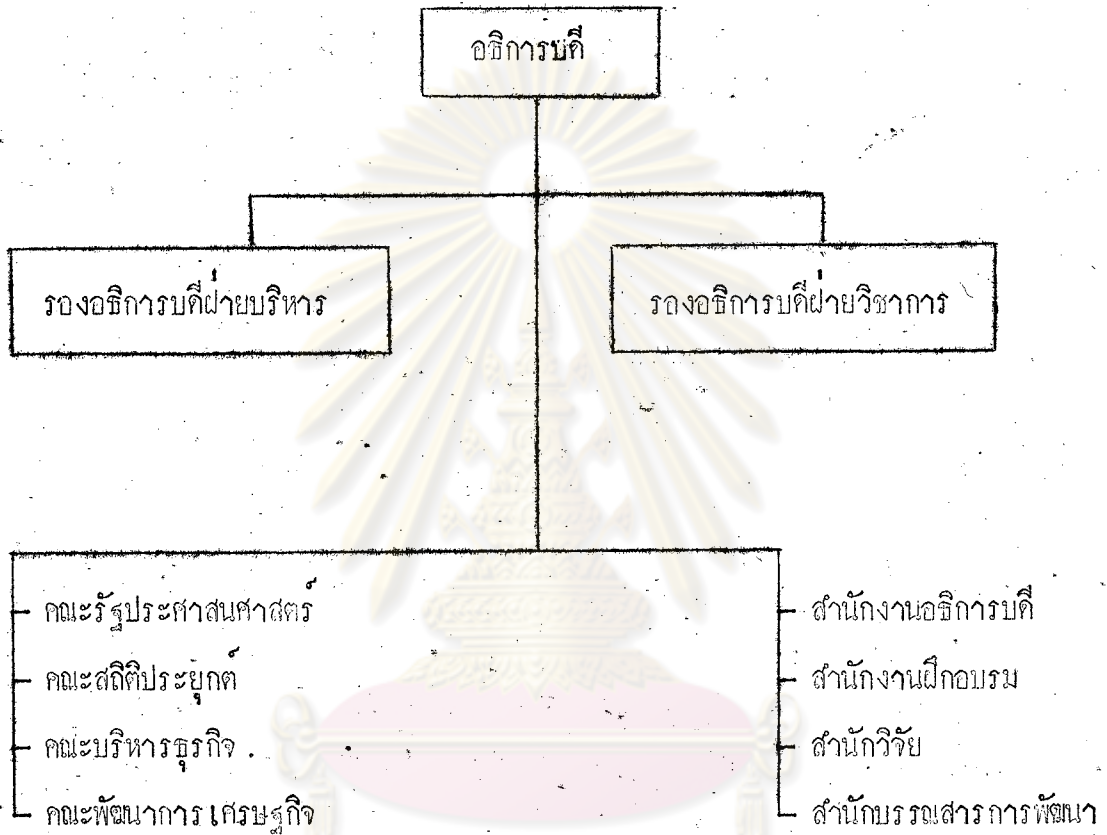 อธิการบดี
รองอธิการบดีฝ่ายบริหาร
รองอธิการบดีฝ่ายวิชาการ
คณะรัฐประศาสนศาสตร์
คณะสถิติประยุกต์
คณะบริหารธุรกิจ
คณะพัฒนาการเศรษฐกิจ
สำนักงานอธิการบดี
สำนักงานฝึกอบรม
สำนักวิจัย
สำนักบรรณสารการพัฒนา